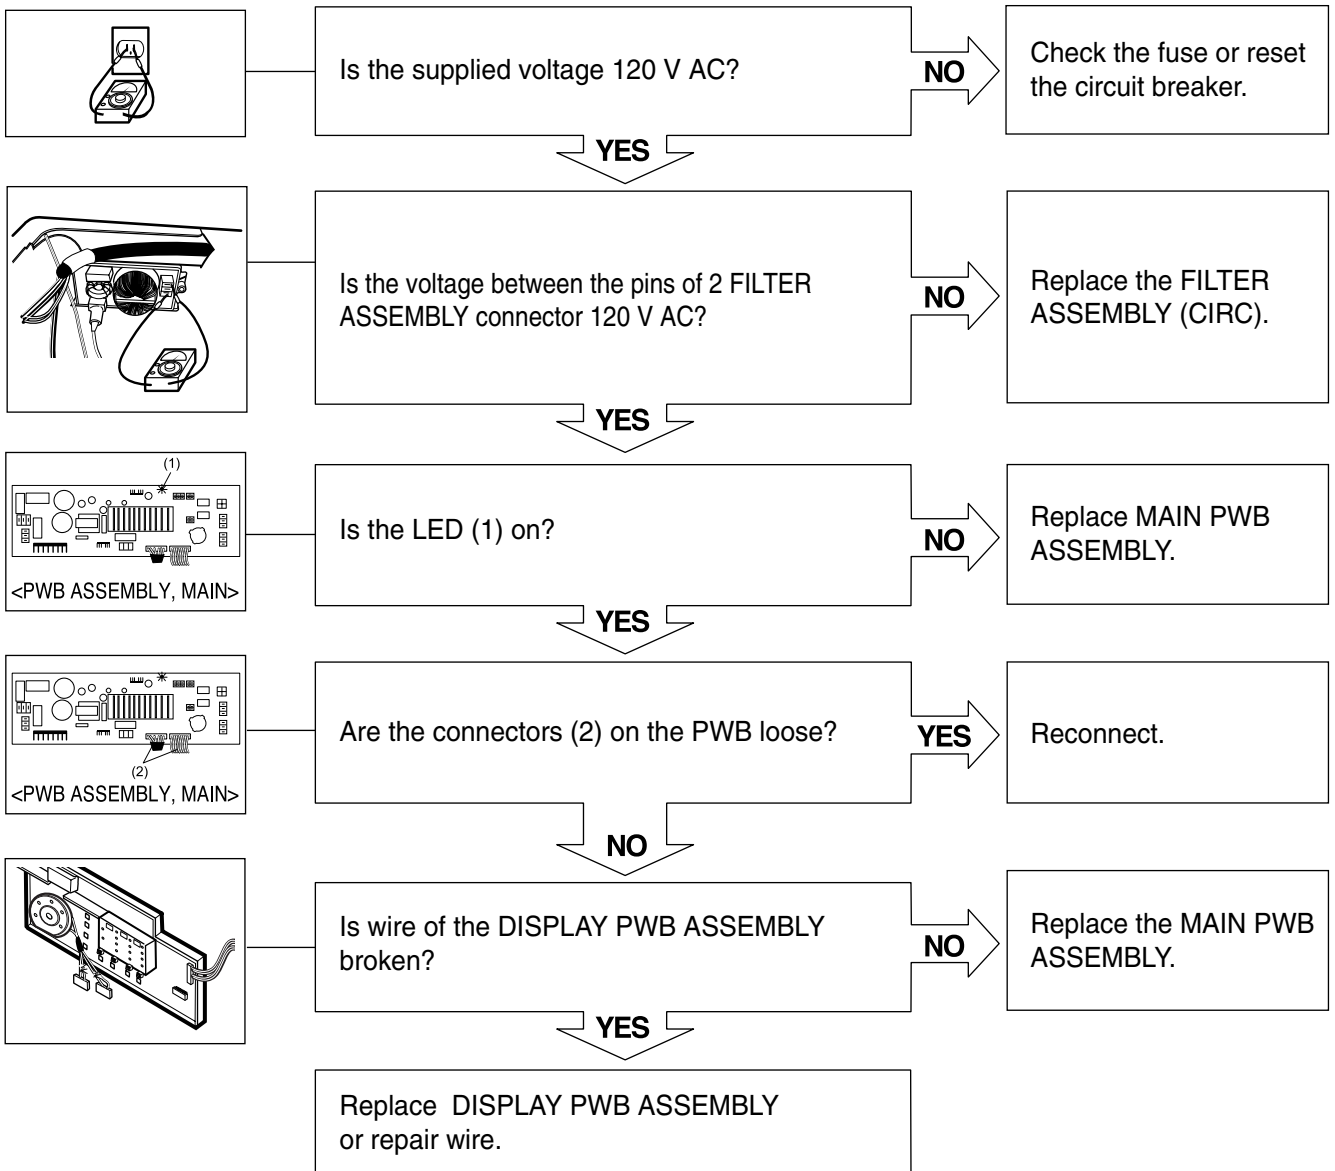 Is the supplied voltage 120 V AC?
NO
Check the fuse or reset
the circuit breaker.
YES
Is the voltage between the pins of 2 FILTER
ASSEMBLY connector 120 V AC?
NO
Replace the FILTER
ASSEMBLY (CIRC).
YES
(1)
<PWB ASSEMBLY, MAIN>
Is the LED (1) on?
NO
Replace MAIN PWB
ASSEMBLY.
YES
(2)
<PWB ASSEMBLY, MAIN>
Are the connectors (2) on the PWB loose?
YES
Reconnect.
NO
Is wire of the DISPLAY PWB ASSEMBLY
broken?
NO
Replace the MAIN PWB
ASSEMBLY.
YES
Replace DISPLAY PWB ASSEMBLY
or repair wire.